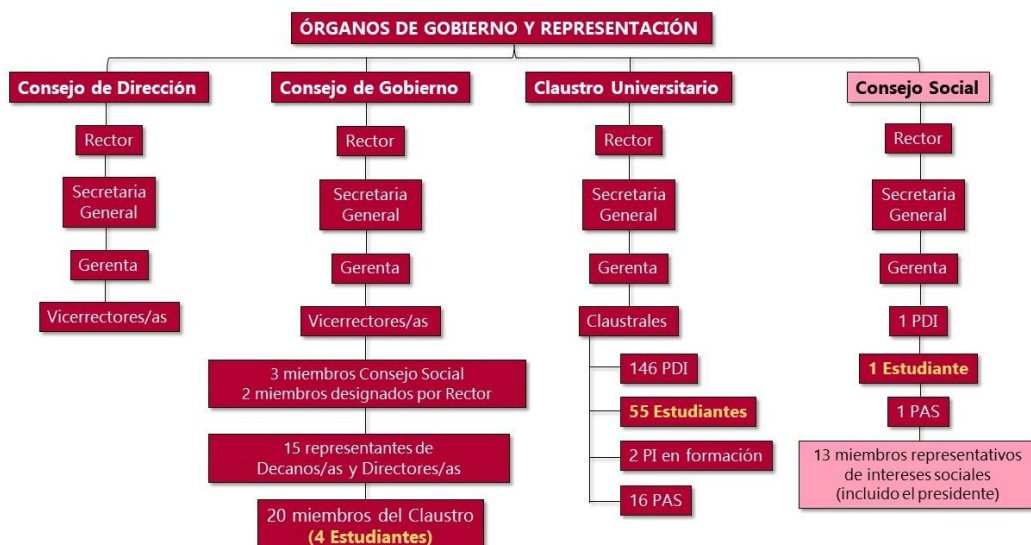 ÓRGANOS DE GOBIERNO Y REPRESENTACIÓN
Consejo de Dirección
Rector
Secretaria
General
Gerenta
Vicerrectores/as
Consejo de Gobierno
Rector
Secretaria
General
Gerenta
Vicerrectores/as
3 miembros Consejo Social
2 miembros designados por Rector
15 representantes de
Decanos/as y Directores/as
20 miembros del Claustro
(4 Estudiantes)
Claustro Universitario
Rector
Secretaria
General
Gerenta
Claustrales
146 PDI
55 Estudiantes
2 PI en formación
16 PAS
Consejo Social
Rector
Secretaria
General
Gerenta
1 PDI
1 Estudiante
1 PAS
13 miembros representativos
de intereses sociales
(incluido el presidente)